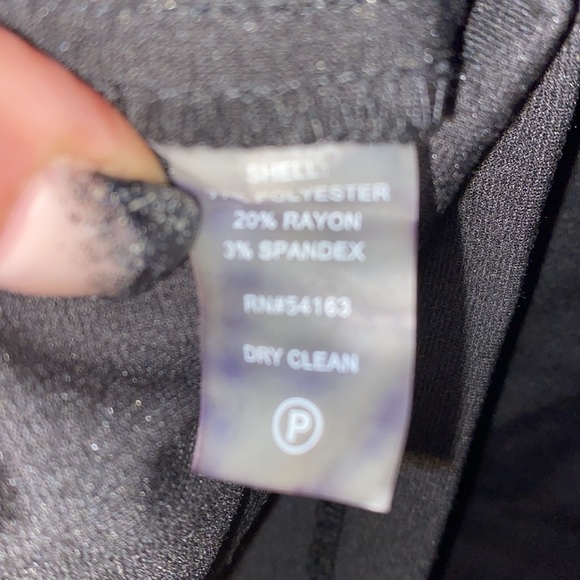 SHELL:
POLYESTER
20% RAYON
3% SPANDEX
RN#54163
DRY CLEAN
P